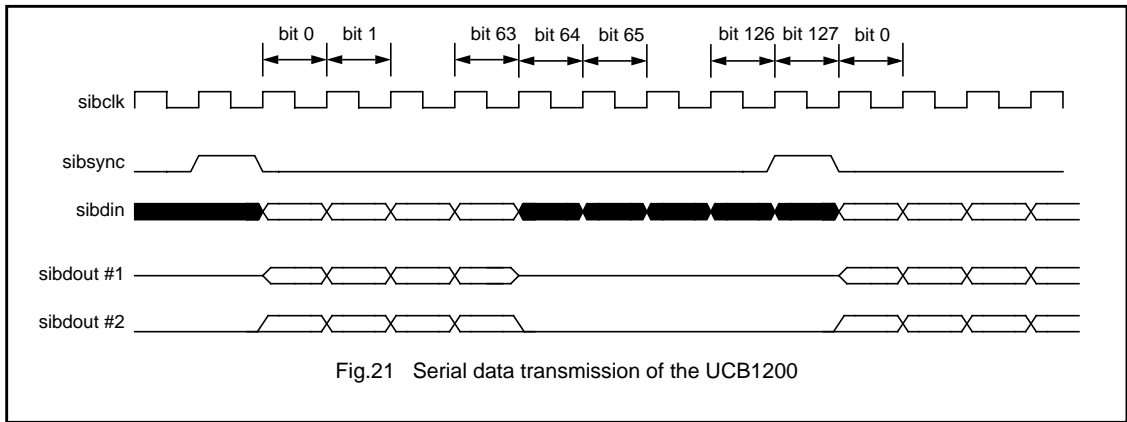 bit 0 bit 1 bit 63 bit 64 bit 65 bit 126 bit 127 bit 0
sibclk
sibsync
sibdin
sibdout #1
sibdout #2
Fig.21 Serial data transmission of the UCB1200